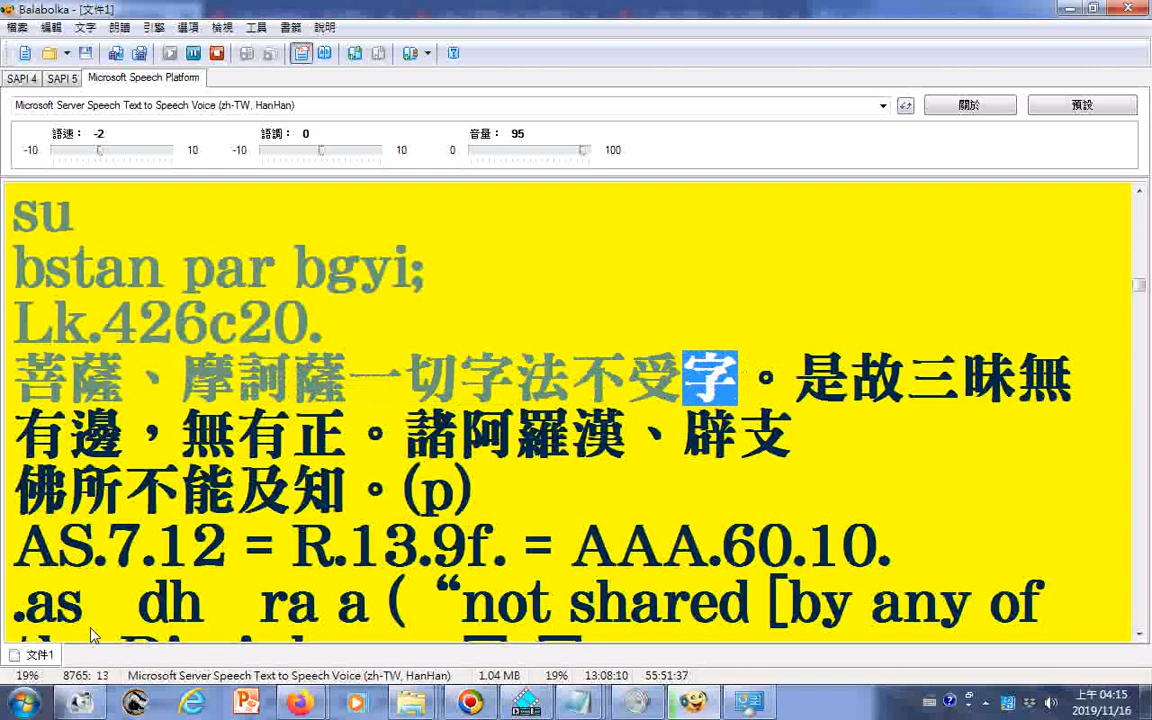 Balabolka - [文件1]
檔案 編輯 文字 朗讀 引擎 選項 檢視 工具 書籤 說明
SAPI 4 SAPI 5 Microsoft Speech Platform
Microsoft Server Speech Text to Speech Voice (zh-TW, HanHan) 關於 預設
語速： -2 語調： 0 音量： 95
-10 10 -10 10 0 100
su
bstan par bgyi;
Lk.426c20.
菩薩、摩訶薩一切字法不受字。是故三昧無
有邊，無有正。諸阿羅漢、辟支
佛所不能及知。(p)
AS.7.12 = R.13.9f. = AAA.60.10.
.as dh ra a ( “not shared [by any of
文件1
19% 8765: 13 Microsoft Server Speech Text to Speech Voice (zh-TW, HanHan) 1.04 MB 19% 13:08:10 55:51:37
上午 04:15
2019/11/16